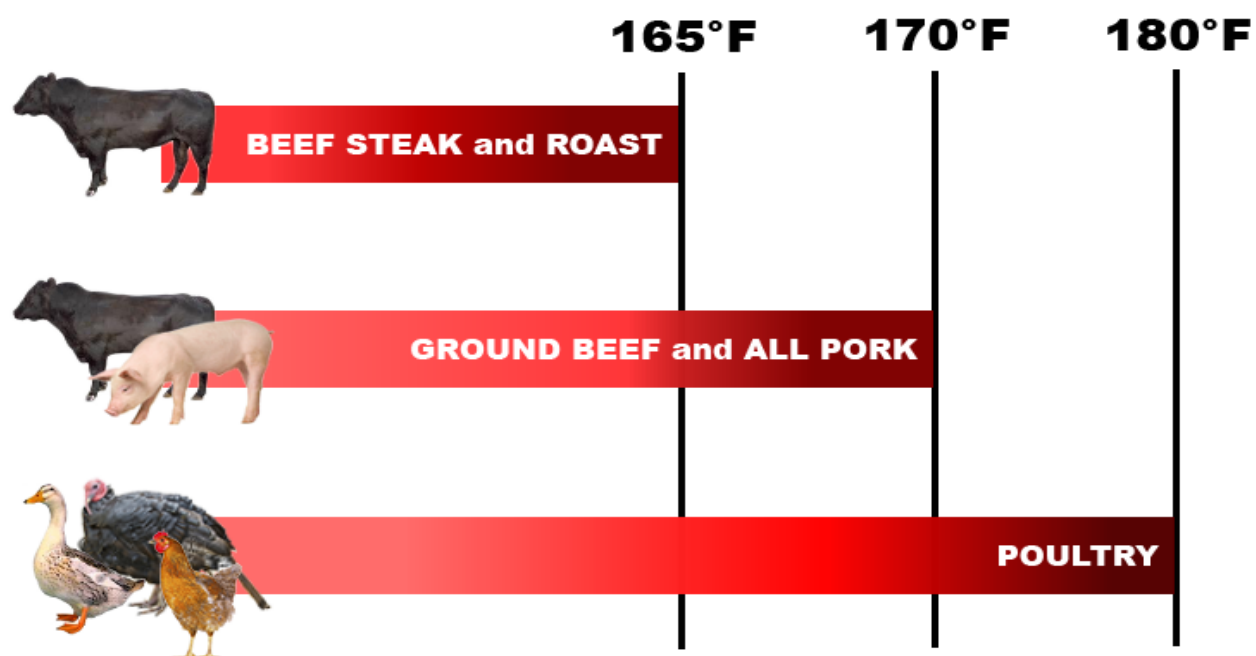 165°F 170°F 180°F
BEEF STEAK and ROAST
GROUND BEEF and ALL PORK
POULTRY